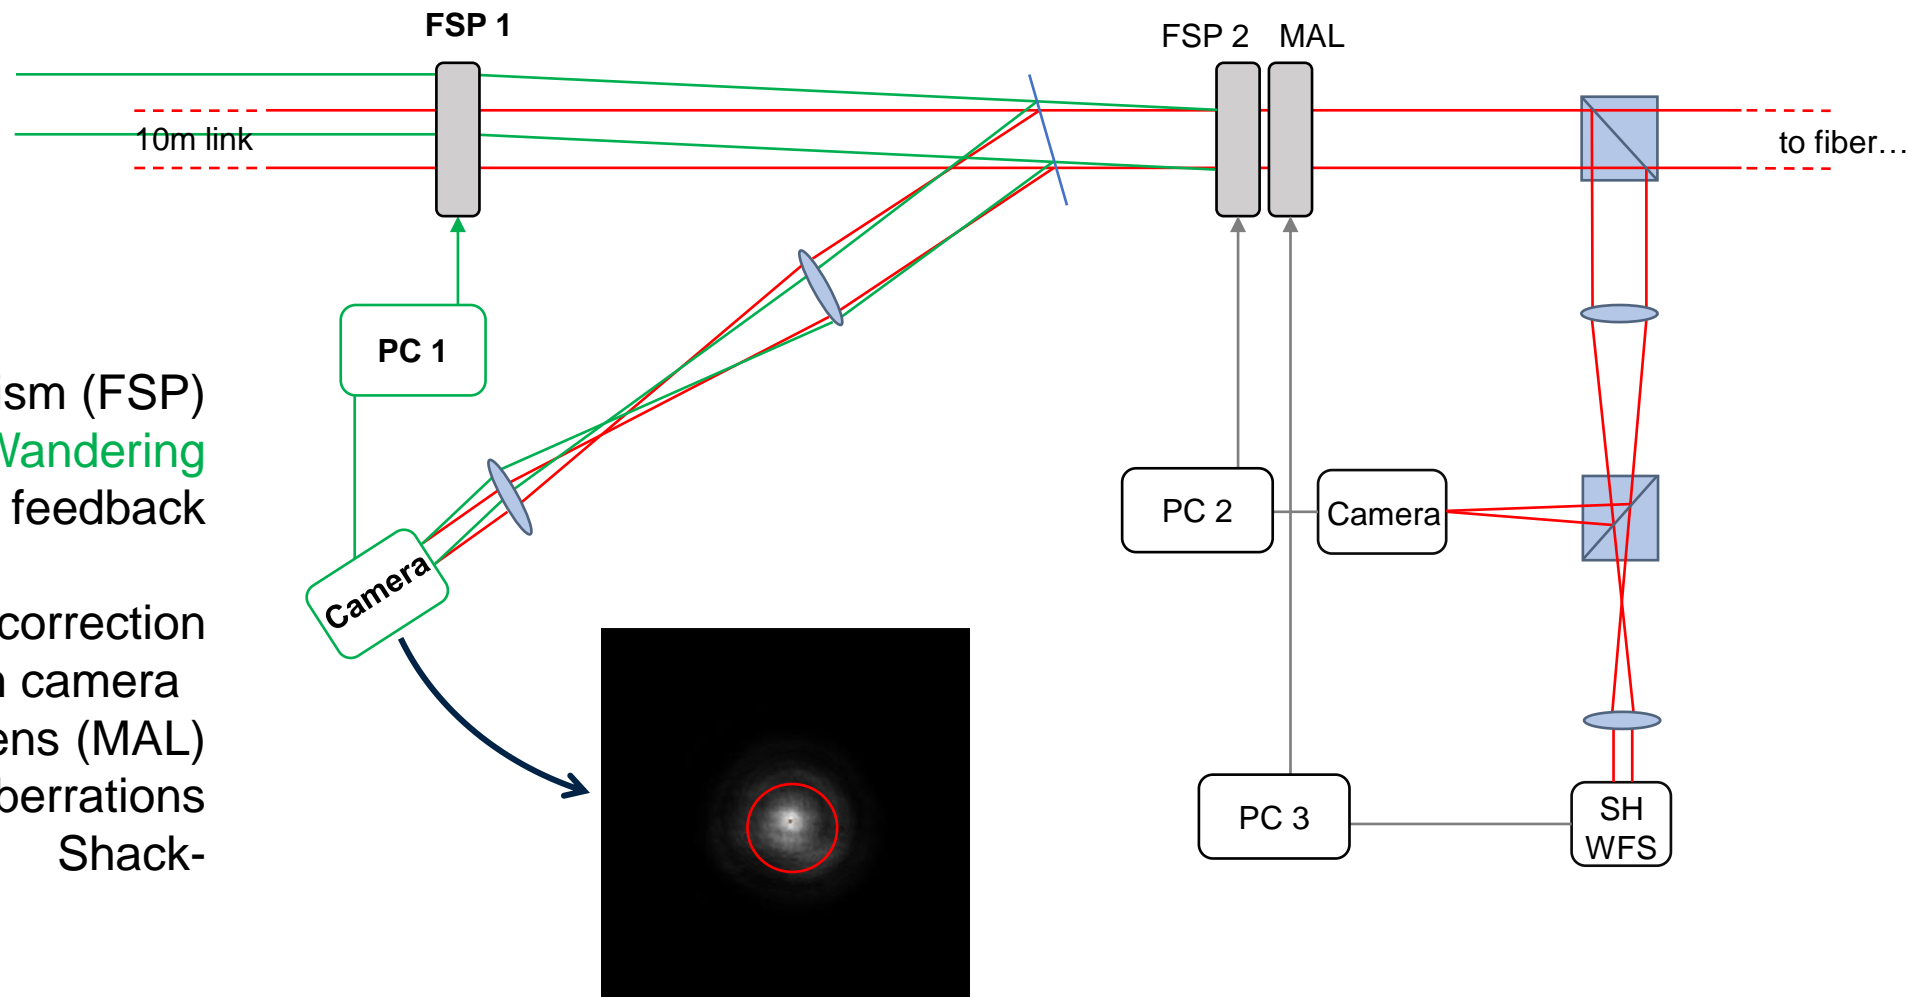 FSP 1
FSP 2
MAL
10m link
to fiber…
PC 1
ism (FSP)
Wandering
feedback
PC 2
Camera
Camera
correction
n camera
ens (MAL)
berrations
Shack-
PC 3
SH
WFS